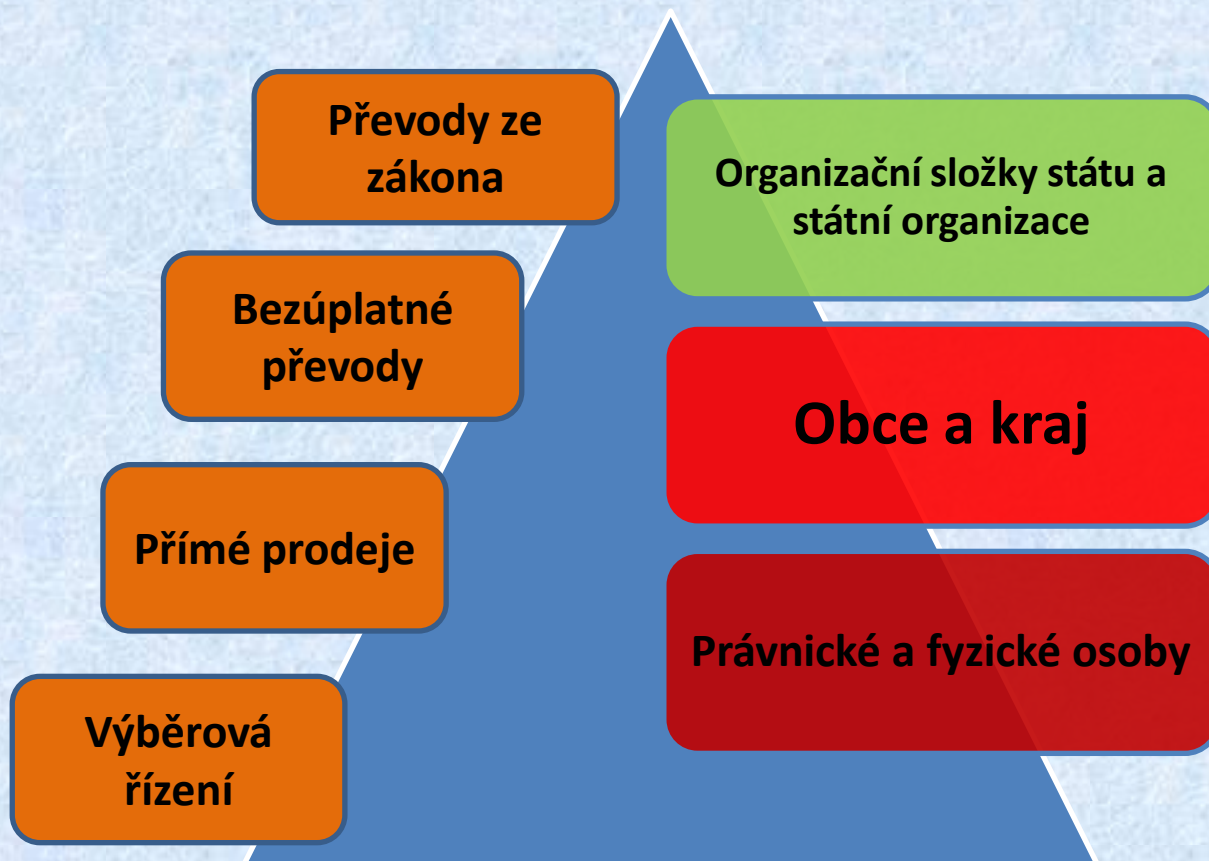 Převody ze
zákona
Bezúplatné
převody
Přímé prodeje
Výběrová
řízení
Organizační složky státu a
státní organizace
Obce a kraj
Právnické a fyzické osoby